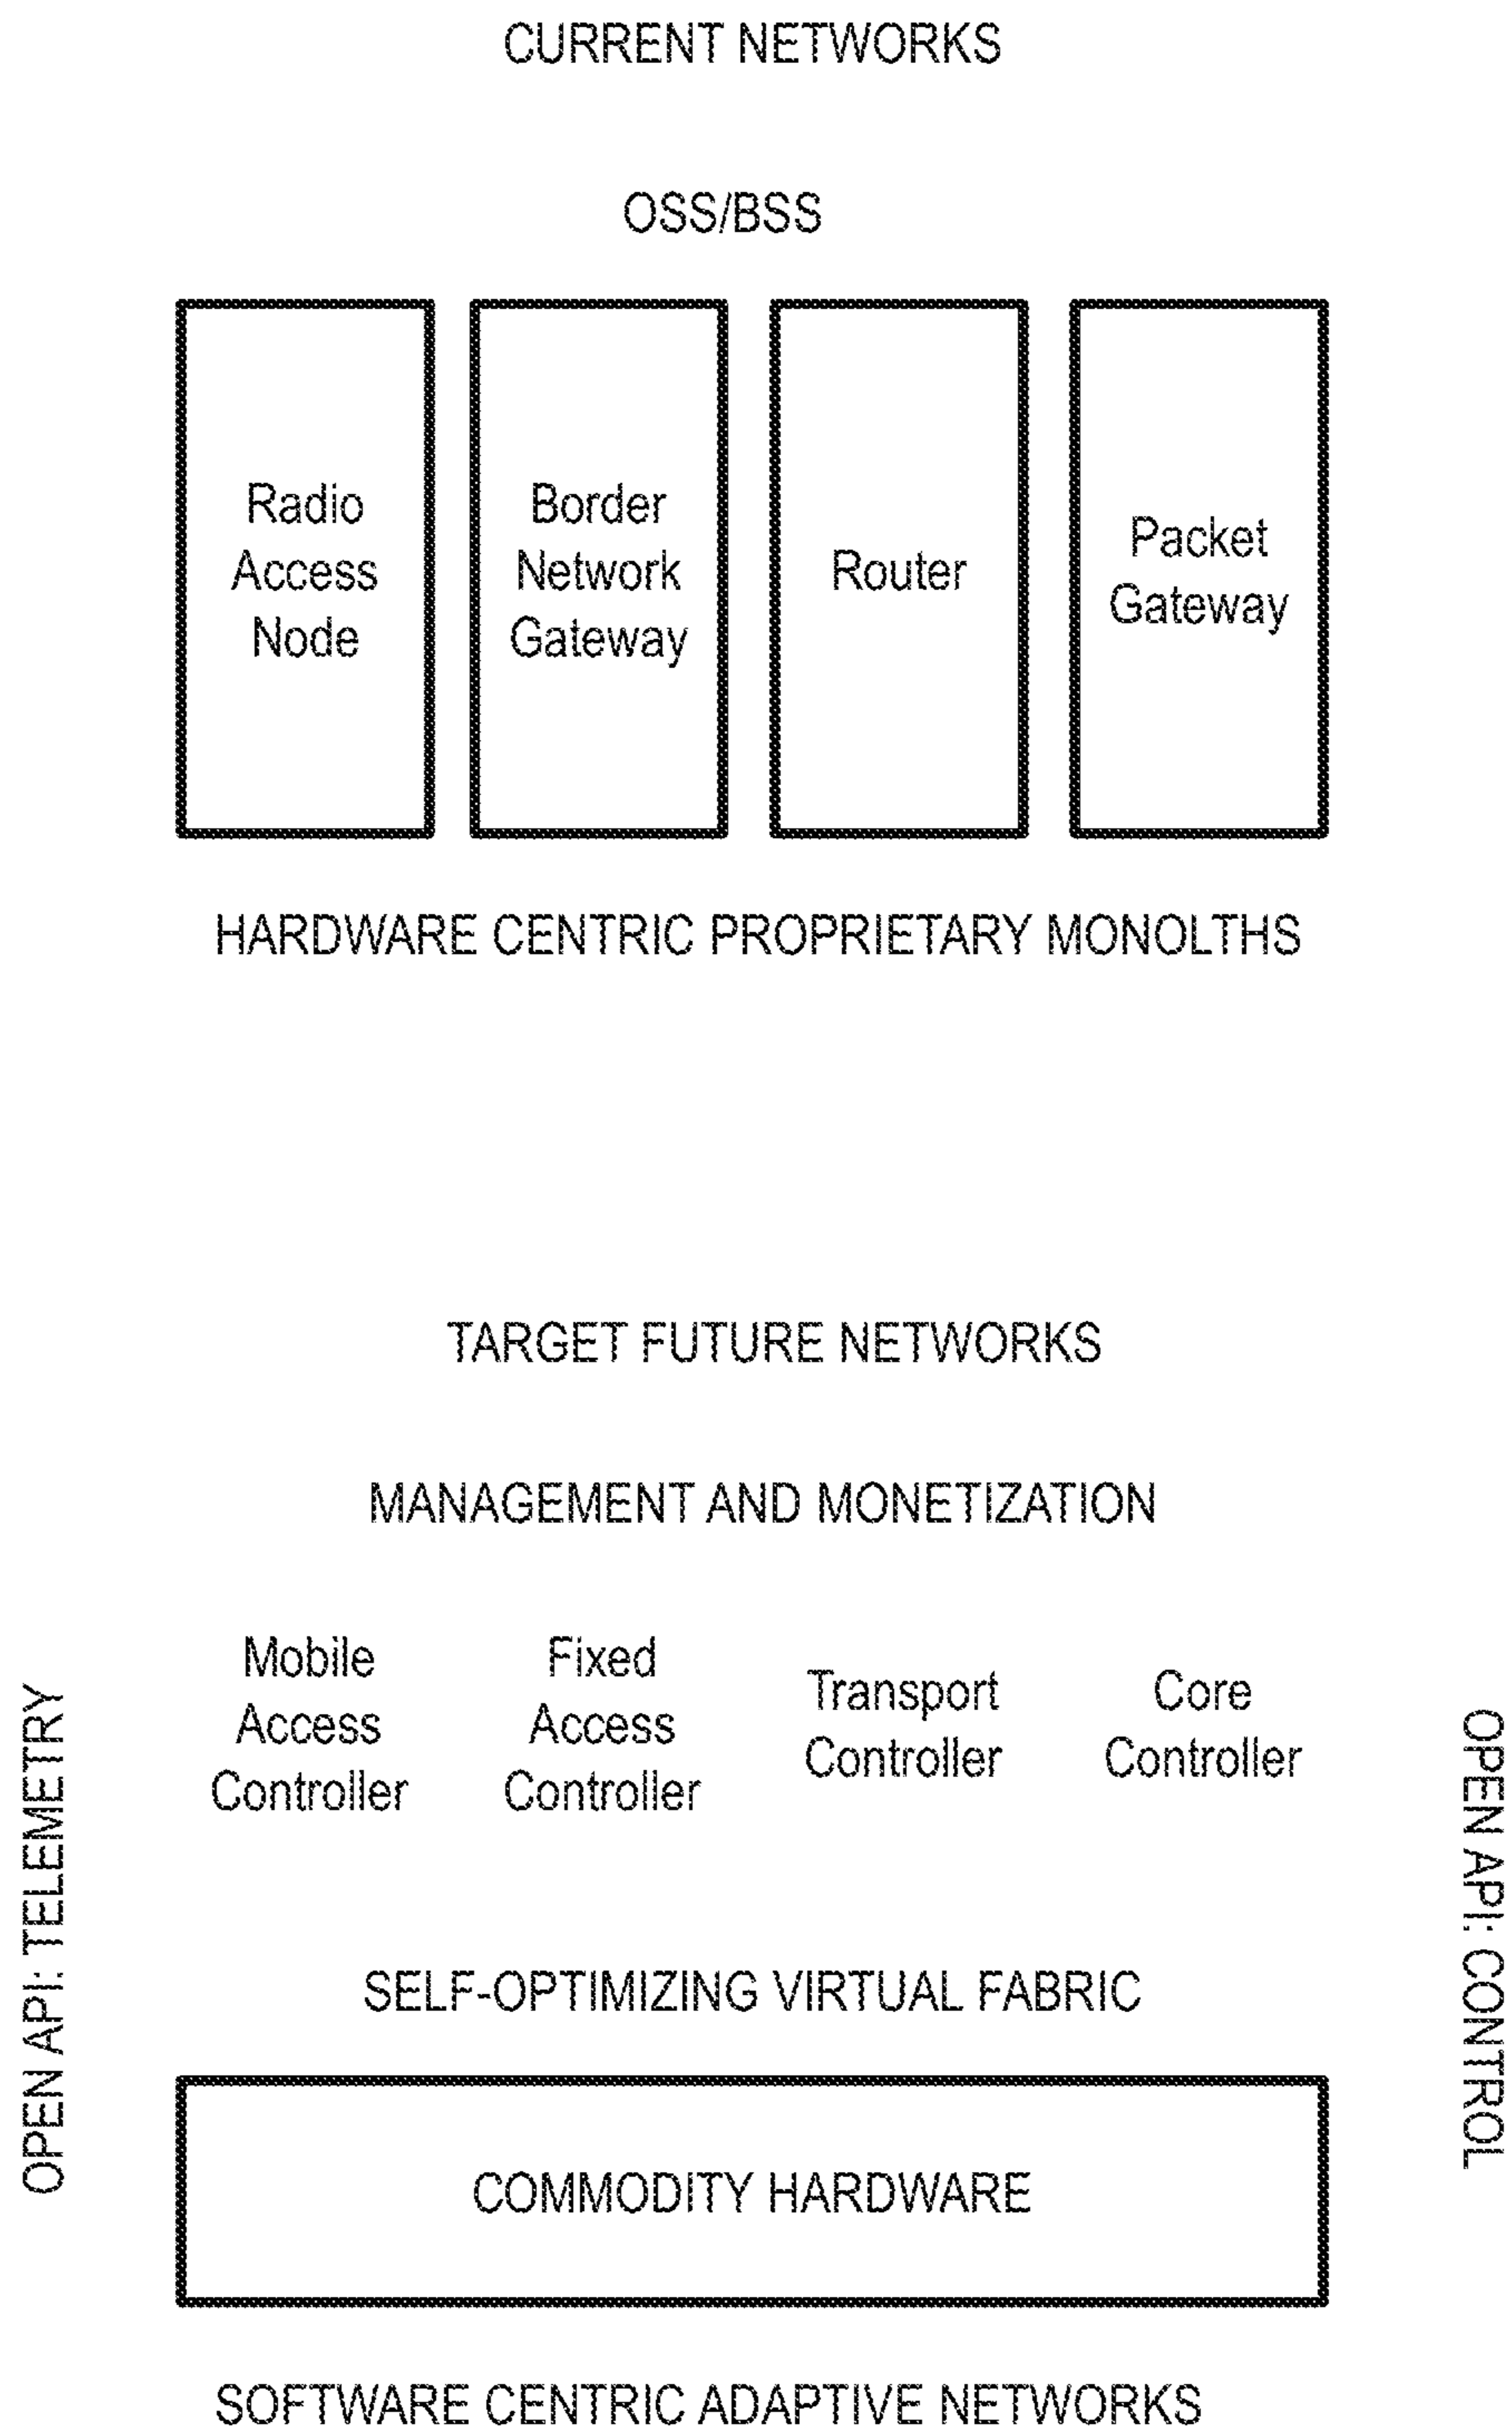 CURRENT NETWORKS
OSS/BSS
Radio
Access
Node
Border
Network
Gateway
Router
Packet
Gateway
HARDWARE CENTRIC PROPRIETARY MONOLTHS
TARGET FUTURE NETWORKS
MANAGEMENT AND MONETIZATION
OPEN API: TELEMETRY
Mobile
Access
Controller
Fixed
Access
Controller
Transport
Controller
Core
Controller
OPEN API: CONTROL
SELF-OPTIMIZING VIRTUAL FABRIC
COMMODITY HARDWARE
SOFTWARE CENTRIC ADAPTIVE NETWORKS